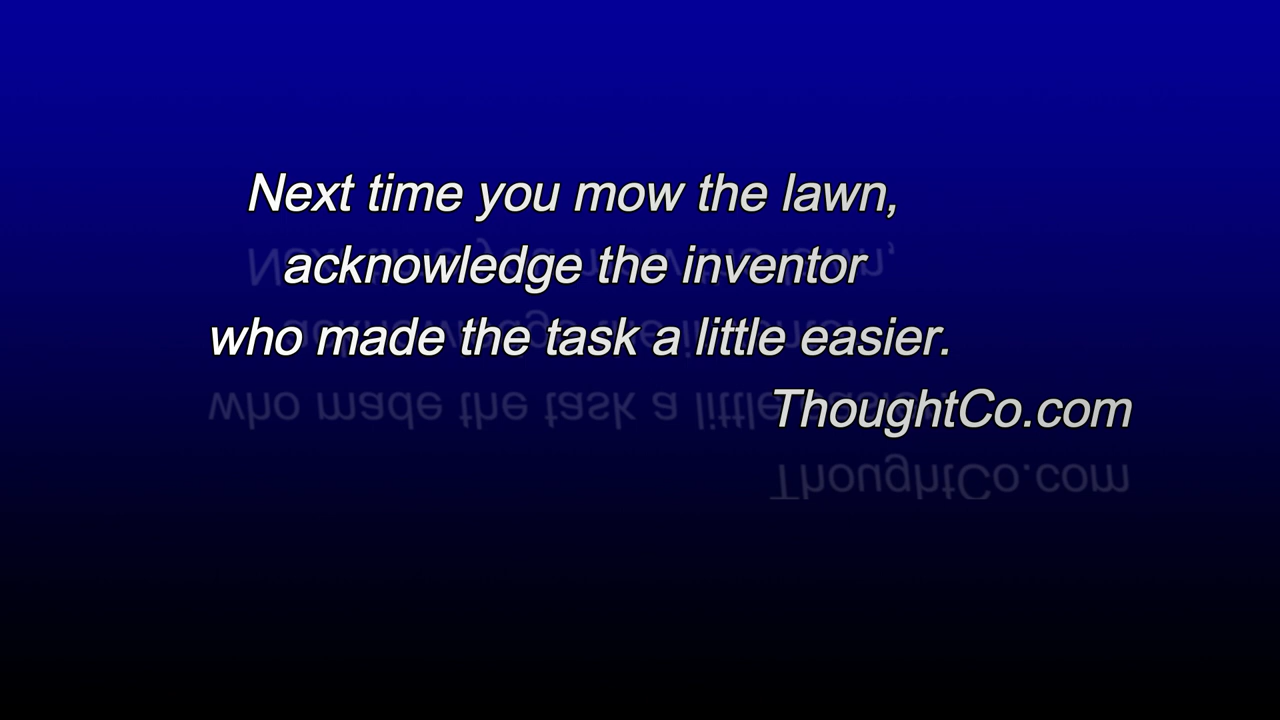 Next time you mow the lawn,
acknowledge the inventor
who made the task a little easier.
ThoughtCo.com